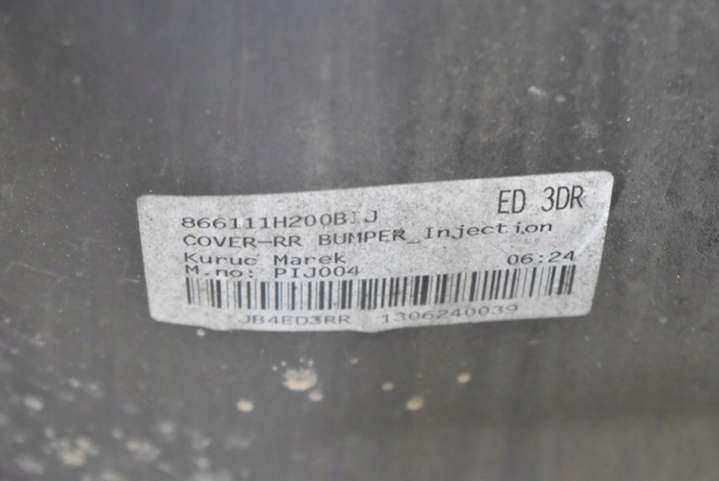 866111H200BIJ ED 3DR
COVER-RR BUMPER_Injection
Kuruc Marek 06:24
M.no: PIJ004
JB4ED3RR 1306240039